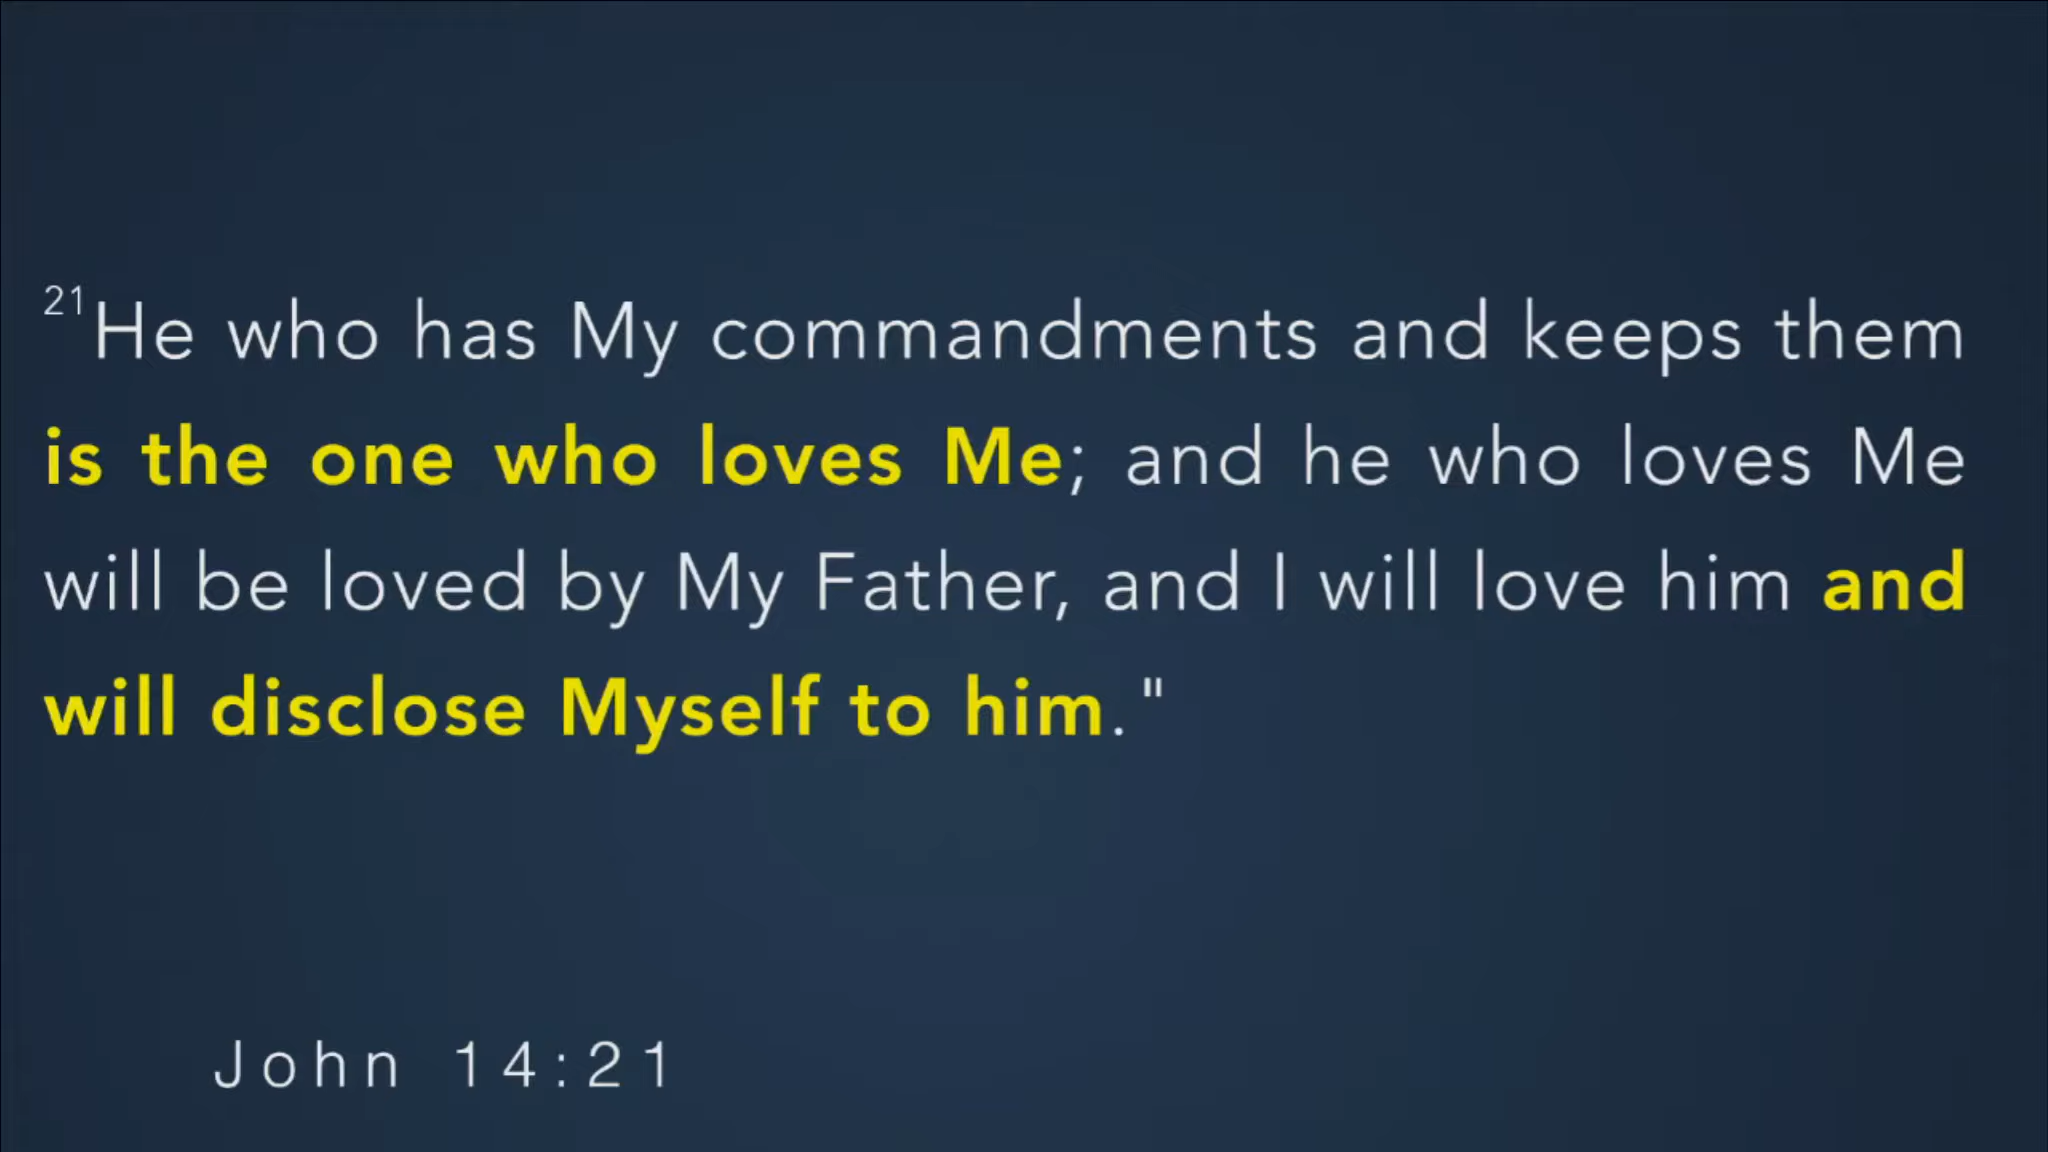 21He who has My commandments and keeps them
is the one who loves Me; and he who loves Me
will be loved by My Father, and I will love him and
will disclose Myself to him."
John 14:21